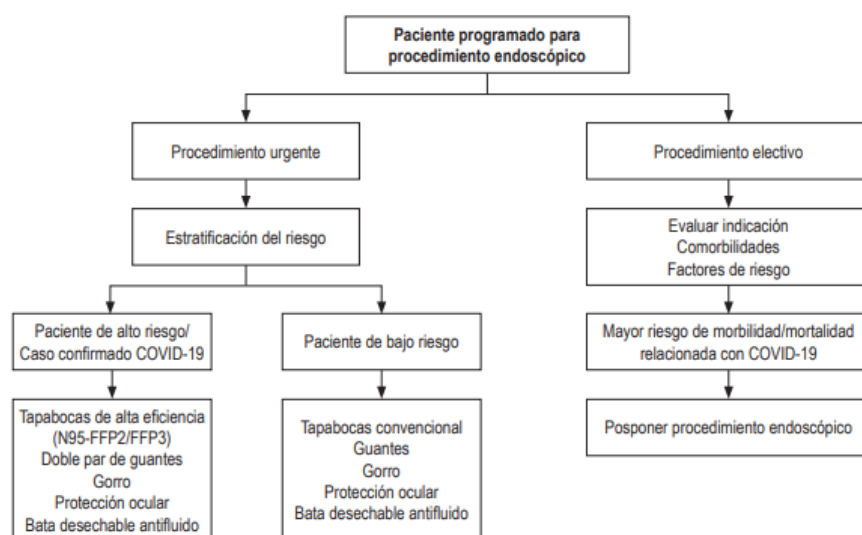 Paciente programado para
procedimiento endoscópico
Procedimiento urgente
Procedimiento electivo
Estratificación del riesgo
Evaluar indicación
Comorbilidades
Factores de riesgo
Paciente de alto riesgo/
Caso confirmado COVID-19
Paciente de bajo riesgo
Mayor riesgo de morbilidad/mortalidad
relacionada con COVID-19
Tapabocas de alta eficiencia
(N95-FFP2/FFP3)
Doble par de guantes
Gorro
Protección ocular
Bata desechable antifluido
Tapabocas convencional
Guantes
Gorro
Protección ocular
Bata desechable antifluido
Posponer procedimiento endoscópico